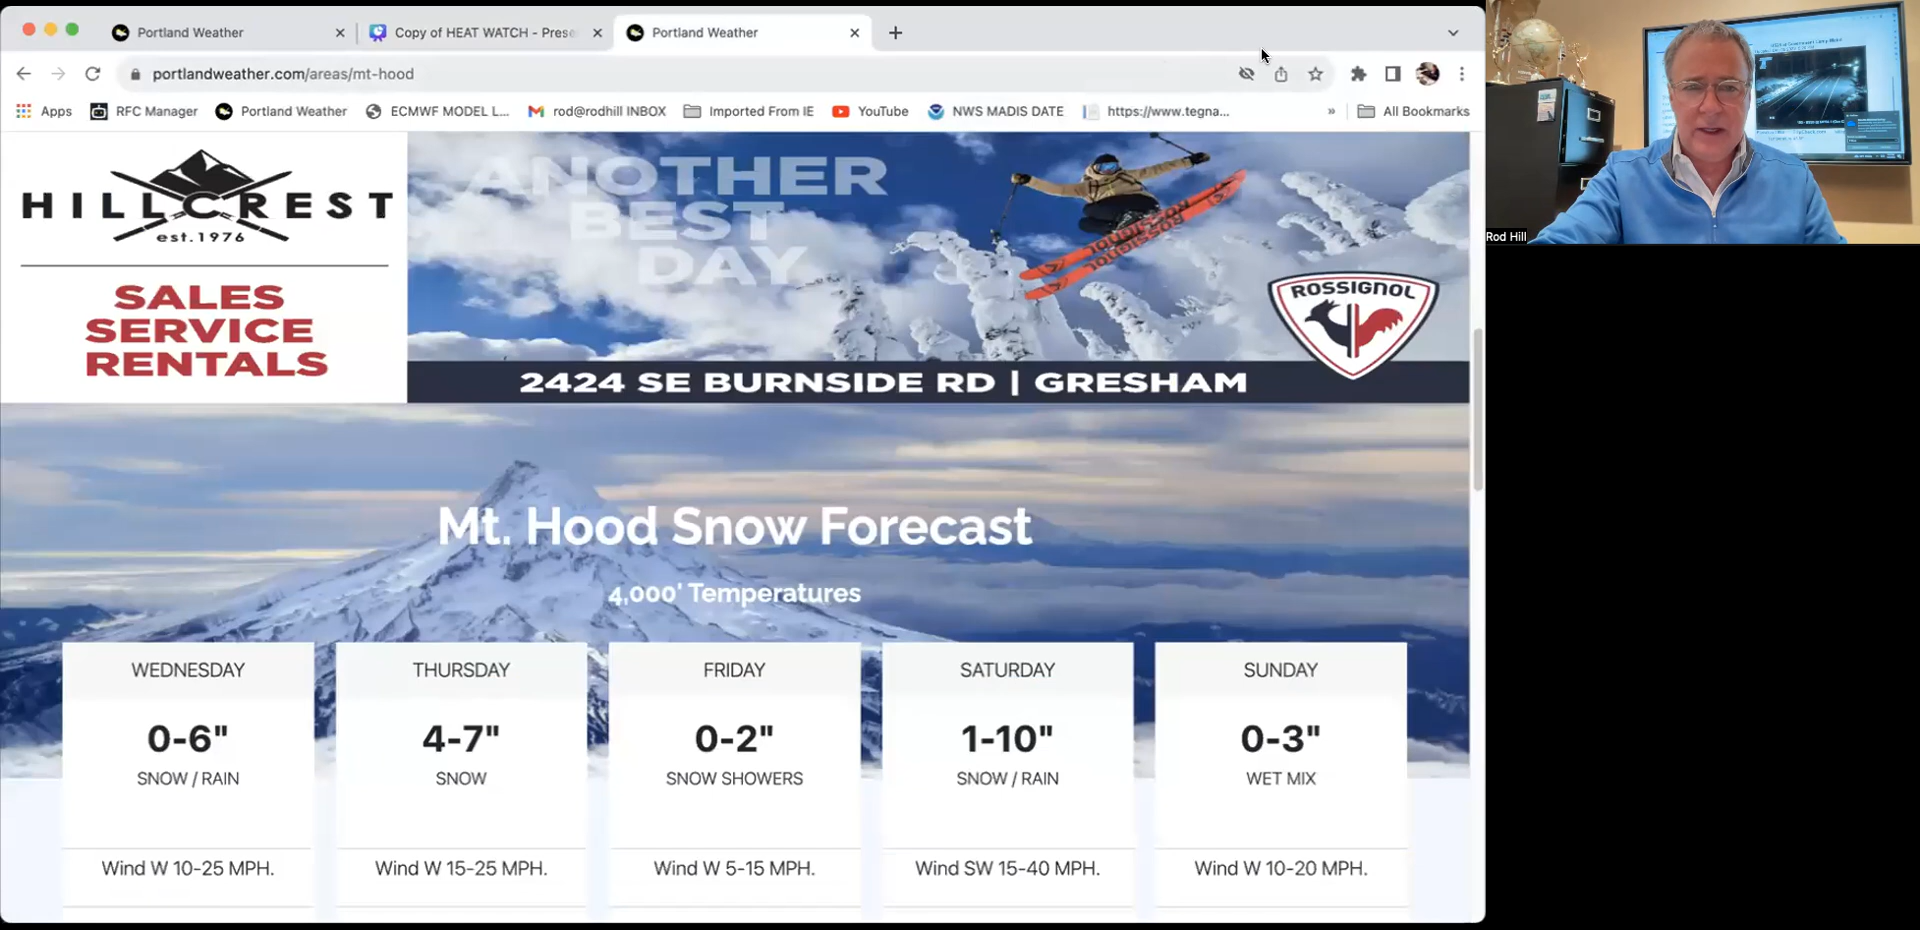 Portland Weather
Copy of HEAT WATCH - Prese
Portland Weather
portlandweather.com/areas/mt-hood
Apps
RFC Manager
Portland Weather
ECMWF MODEL L...
rod@rodhill INBOX
Imported From IE
YouTube
NWS MADIS DATE
https://www.tegna...
»
All Bookmarks
HILLCREST
est.1976
SALES
SERVICE
RENTALS
ANOTHER
BEST
DAY
ROSSIGNOL
ROSSIGNOL
ROSSIGNOL
2424 SE BURNSIDE RD | GRESHAM
Mt. Hood Snow Forecast
4,000' Temperatures
WEDNESDAY
0-6"
SNOW / RAIN
Wind W 10-25 MPH.
THURSDAY
4-7"
SNOW
Wind W 15-25 MPH.
FRIDAY
0-2"
SNOW SHOWERS
Wind W 5-15 MPH.
SATURDAY
1-10"
SNOW / RAIN
Wind SW 15-40 MPH.
SUNDAY
0-3"
WET MIX
Wind W 10-20 MPH.
Rod Hill